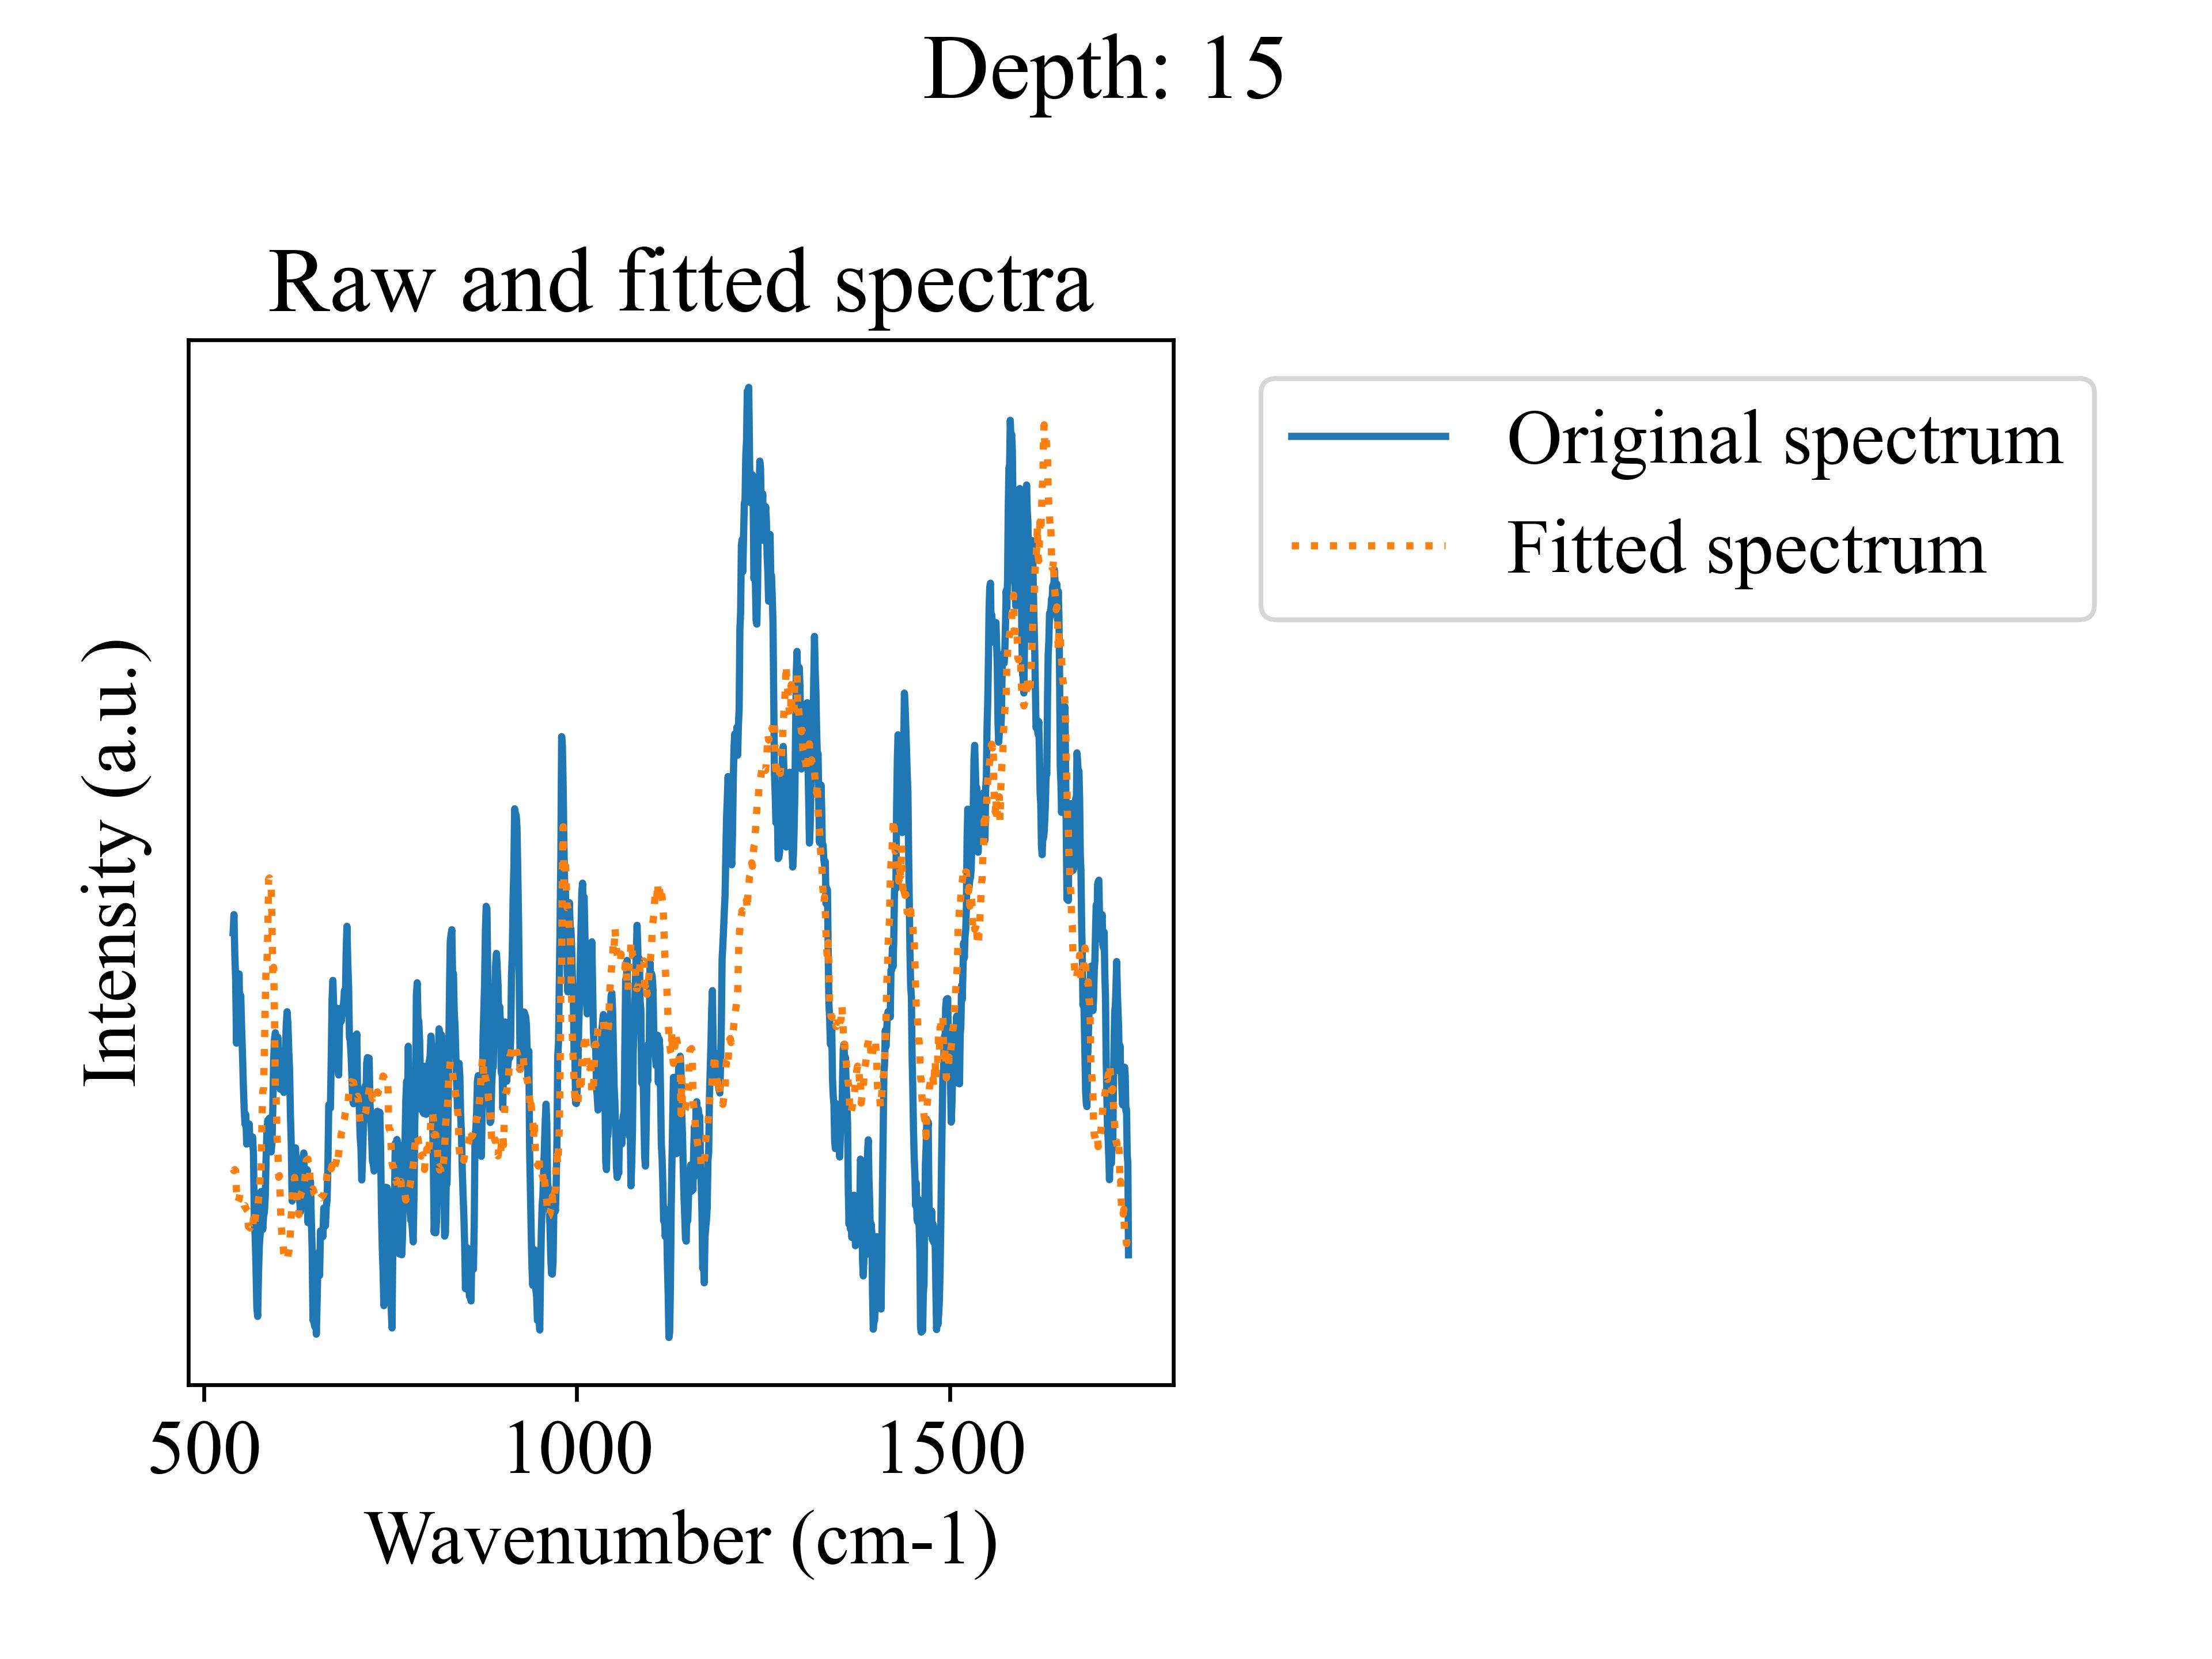 Depth: 15
Raw and fitted spectra
Original spectrum
Fitted spectrum
Intensity (a.u.)
500 1000 1500
Wavenumber (cm-1)